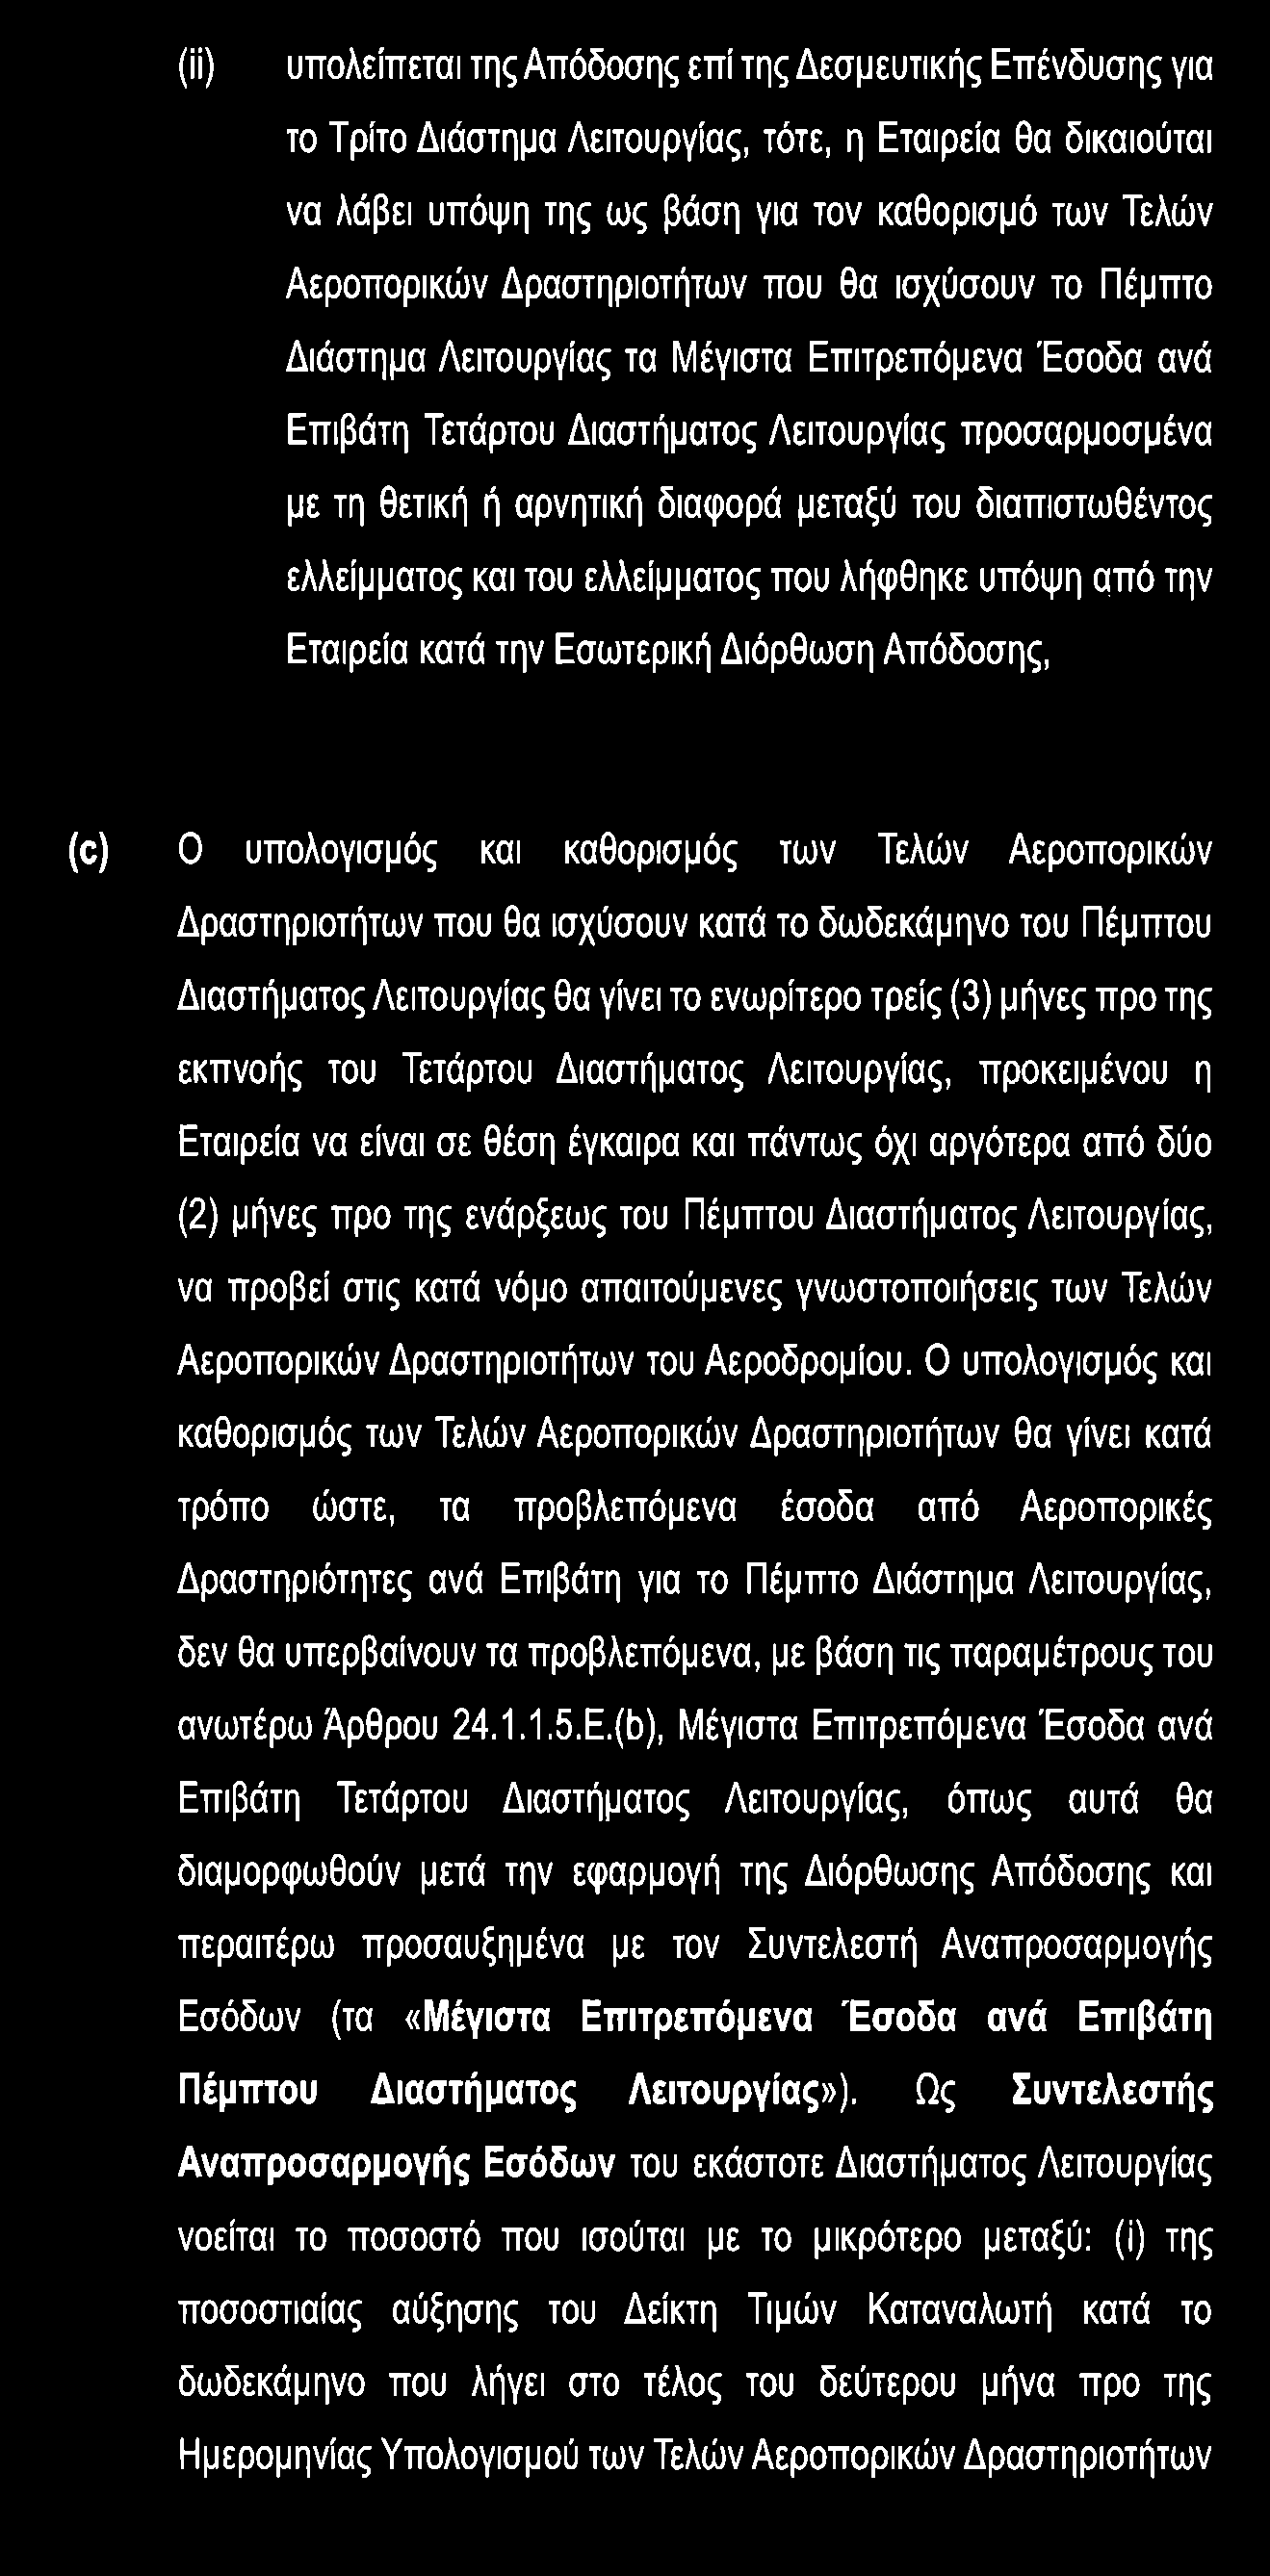 (ii) υπολείπεται της Απόδοσης επί της Δεσμευτικής Επένδυσης για
το Τρίτο Διάστημα Λειτουργίας, τότε, η Εταιρεία θα δικαιούται
να λάβει υπόψη της ως βάση για τον καθορισμό των Τελών
Αεροπορικών Δραστηριοτήτων που θα ισχύσουν το Πέμπτο
Διάστημα Λειτουργίας τα Μέγιστα Επιτρεπόμενα Έσοδα ανά
Επιβάτη Τετάρτου Διαστήματος Λειτουργίας προσαρμοσμένα
με τη θετική ή αρνητική διαφορά μεταξύ του διαπιστωθέντος
ελλείμματος και του ελλείμματος που λήφθηκε υπόψη από την
Εταιρεία κατά την Εσωτερική Διόρθωση Απόδοσης,
(c) Ο υπολογισμός και καθορισμός των Τελών Αεροπορικών
Δραστηριοτήτων που θα ισχύσουν κατά το δωδεκάμηνο του Πέμπτου
Διαστήματος Λειτουργίας θα γίνει το ενωρίτερο τρείς (3) μήνες προ της
εκπνοής του Τετάρτου Διαστήματος Λειτουργίας, προκειμένου η
Εταιρεία να είναι σε θέση έγκαιρα και πάντως όχι αργότερα από δύο
(2) μήνες προ της ενάρξεως του Πέμπτου Διαστήματος Λειτουργίας,
να προβεί στις κατά νόμο απαιτούμενες γνωστοποιήσεις των Τελών
Αεροπορικών Δραστηριοτήτων του Αεροδρομίου. Ο υπολογισμός και
καθορισμός των Τελών Αεροπορικών Δραστηριοτήτων θα γίνει κατά
τρόπο ώστε, τα προβλεπόμενα έσοδα από Αεροπορικές
Δραστηριότητες ανά Επιβάτη για το Πέμπτο Διάστημα Λειτουργίας,
δεν θα υπερβαίνουν τα προβλεπόμενα, με βάση τις παραμέτρους του
ανωτέρω Άρθρου 24.1.1.5.Ε.(b), Μέγιστα Επιτρεπόμενα Έσοδα ανά
Επιβάτη Τετάρτου Διαστήματος Λειτουργίας, όπως αυτά θα
διαμορφωθούν μετά την εφαρμογή της Διόρθωσης Απόδοσης και
περαιτέρω προσαυξημένα με τον Συντελεστή Αναπροσαρμογής
Εσόδων (τα «Μέγιστα Επιτρεπόμενα Έσοδα ανά Επιβάτη
Πέμπτου Διαστήματος Λειτουργίας»). Ως Συντελεστής
Αναπροσαρμογής Εσόδων του εκάστοτε Διαστήματος Λειτουργίας
νοείται το ποσοστό που ισούται με το μικρότερο μεταξύ: (i) της
ποσοστιαίας αύξησης του Δείκτη Τιμών Καταναλωτή κατά το
δωδεκάμηνο που λήγει στο τέλος του δεύτερου μήνα προ της
Ημερομηνίας Υπολογισμού των Τελών Αεροπορικών Δραστηριοτήτων